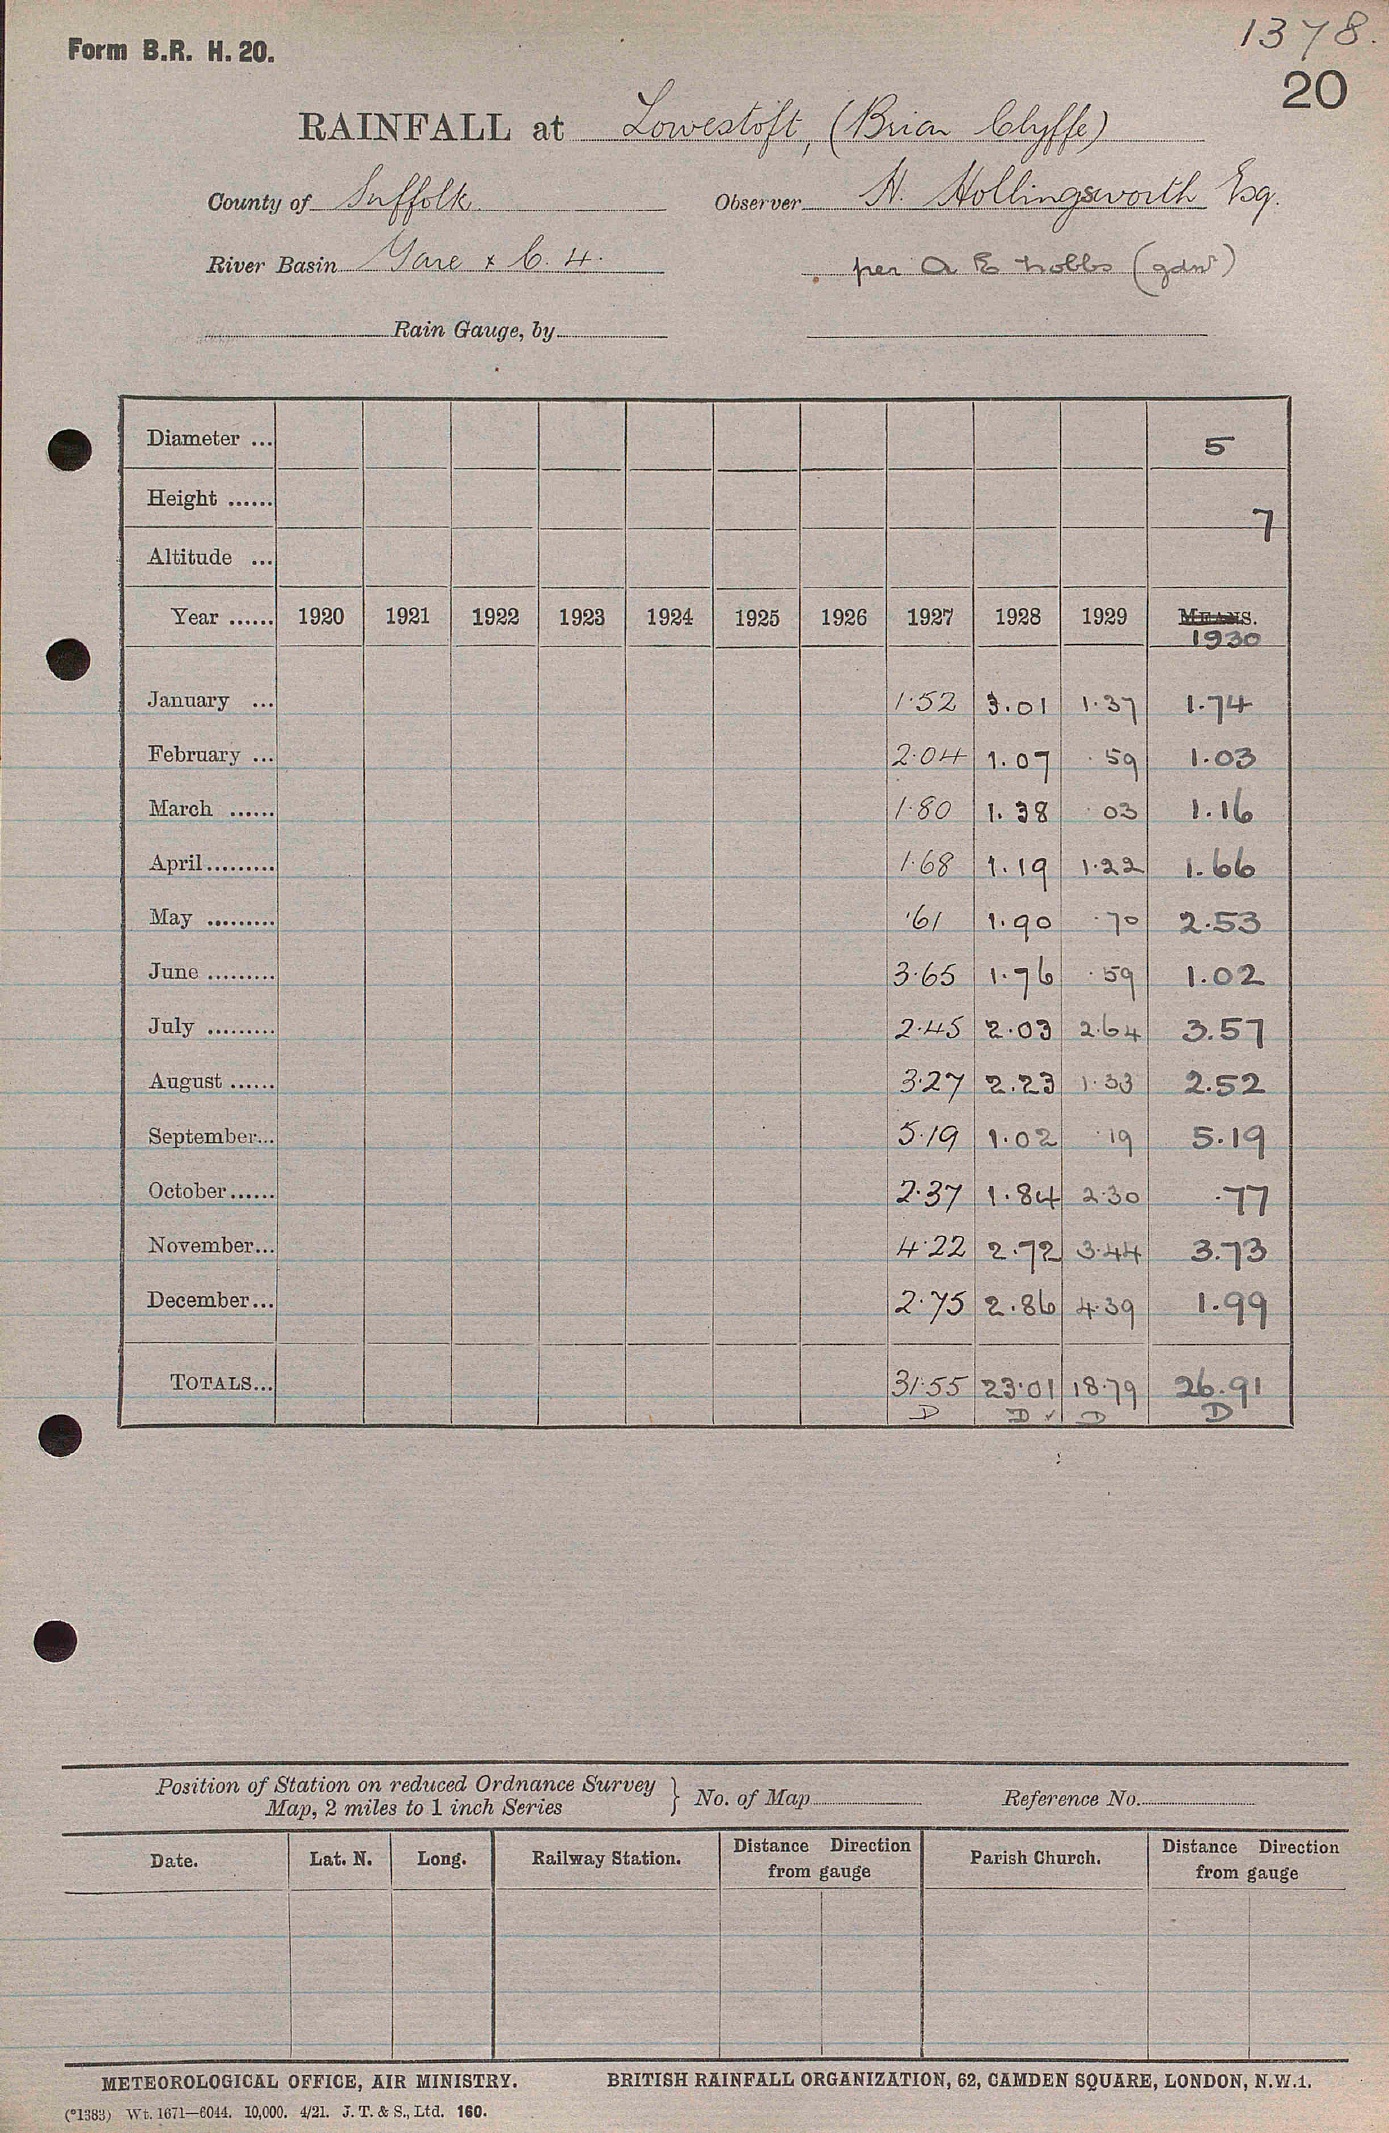 1378.
Form B.R. H. 20.
20
RAINFALL at Lowestoft, (Brian Clyffe)
County of Suffolk. Observer H. Hollingsworth Esq.
River Basin Yare & C. 4. per A E Nobbs (gdnr)
Rain Gauge, by
Diameter ... 5
Height ...... 7
Altitude ...
Year ...... 1920 1921 1922 1923 1924 1925 1926 1927 1928 1929 MEANS.
1930
January ... 1.52 3.01 1.37 1.74
February ... 2.04 1.07 .59 1.03
March ...... 1.80 1.38 .03 1.16
April ......... 1.68 1.19 1.22 1.66
May ......... .61 1.90 .70 2.53
June ......... 3.65 1.76 .59 1.02
July ......... 2.45 2.03 2.64 3.57
August ...... 3.27 2.23 1.33 2.52
September... 5.19 1.02 .19 5.19
October ...... 2.37 1.84 2.30 .77
November... 4.22 2.72 3.44 3.73
December... 2.75 2.86 4.39 1.99
TOTALS... 31.55 23.01 18.79 26.91
D D ✓ D D
Position of Station on reduced Ordnance Survey
Map, 2 miles to 1 inch Series } No. of Map Reference No.
Date. Lat. N. Long. Railway Station. Distance Direction from gauge Parish Church. Distance Direction from gauge
METEOROLOGICAL OFFICE, AIR MINISTRY. BRITISH RAINFALL ORGANIZATION, 62, CAMDEN SQUARE, LONDON, N.W.1.
(*1383) Wt. 1671—6044. 10,000. 4/21. J. T. & S., Ltd. 160.